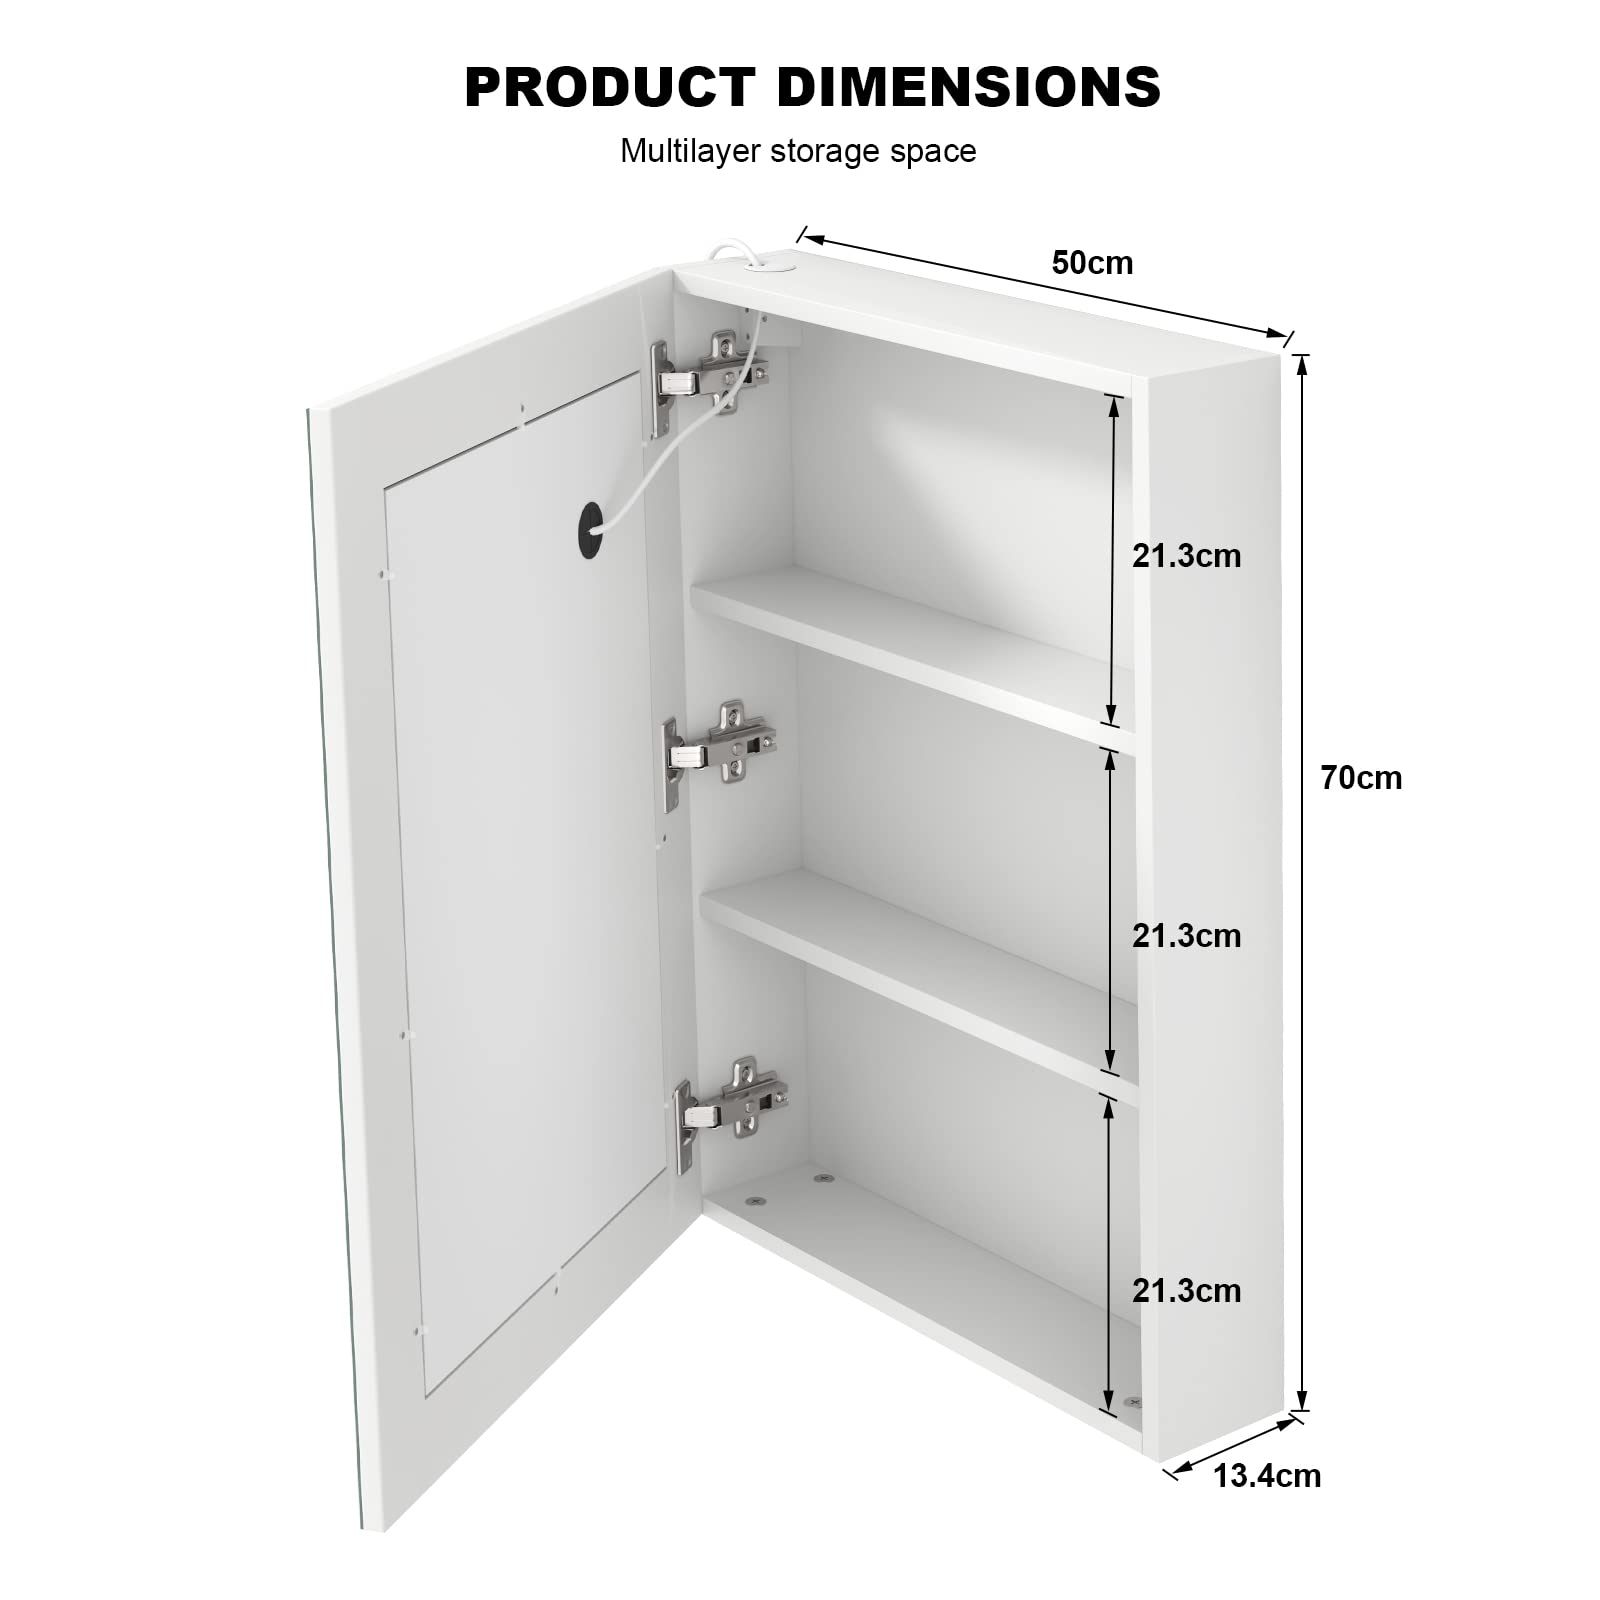 PRODUCT DIMENSIONS
Multilayer storage space
50cm
21.3cm
70cm
21.3cm
21.3cm
13.4cm